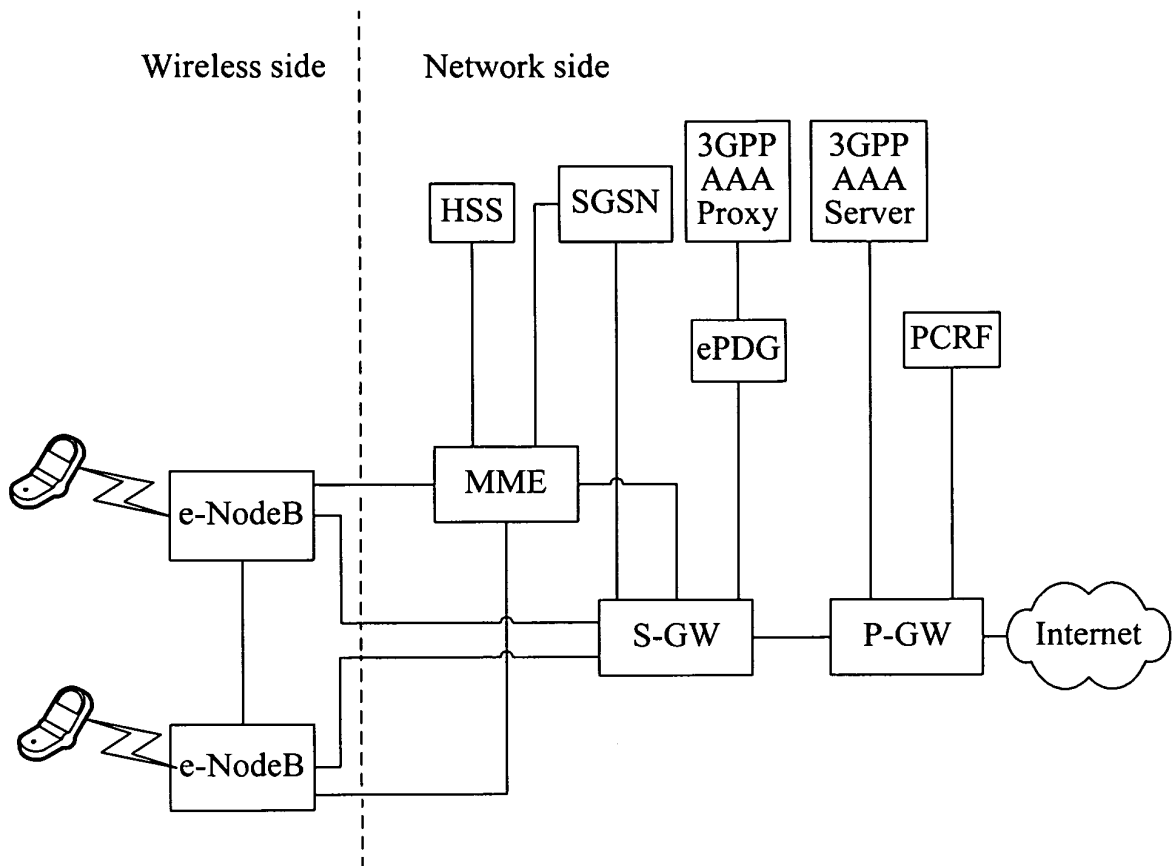 Wireless side
Network side
3GPP
AAA
Proxy
3GPP
AAA
Server
HSS
SGSN
ePDG
PCRF
MME
e-NodeB
S-GW
P-GW
Internet
e-NodeB